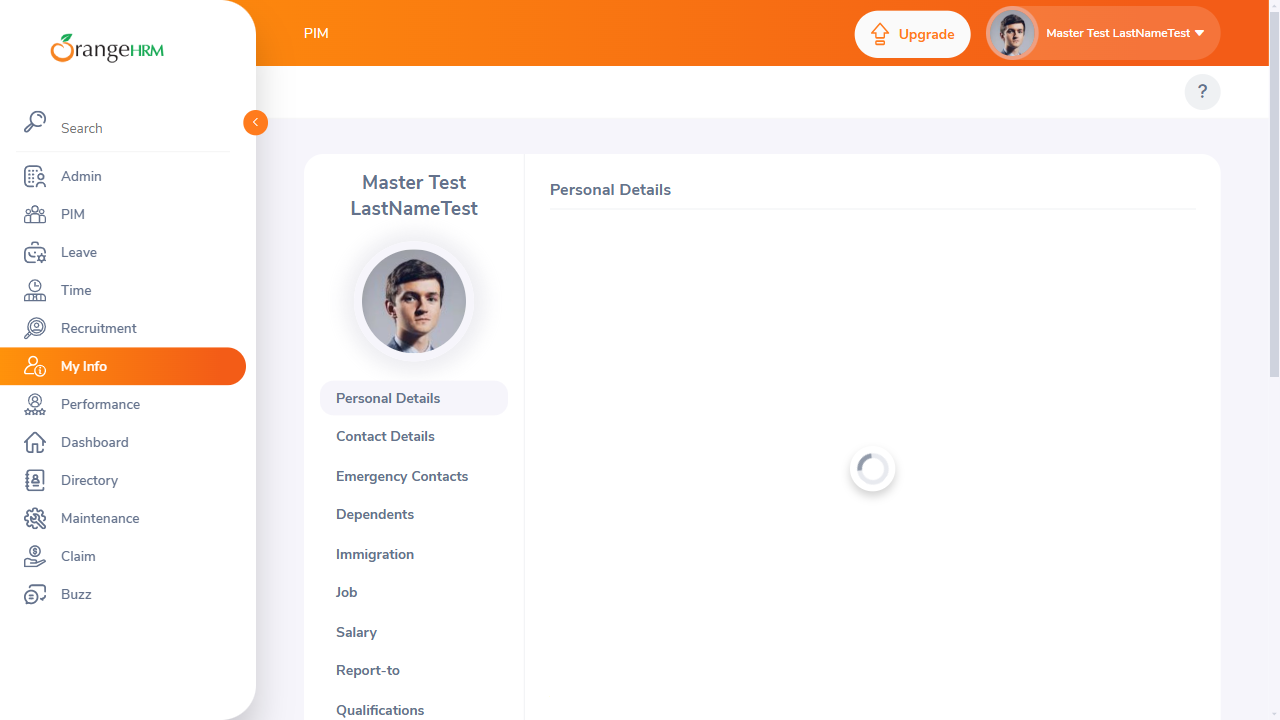 OrangeHRM
Search
Admin
PIM
Leave
Time
Recruitment
My Info
Performance
Dashboard
Directory
Maintenance
Claim
Buzz
PIM
Upgrade
Master Test LastNameTest
?
Master Test
LastNameTest
Personal Details
Contact Details
Emergency Contacts
Dependents
Immigration
Job
Salary
Report-to
Qualifications
Personal Details